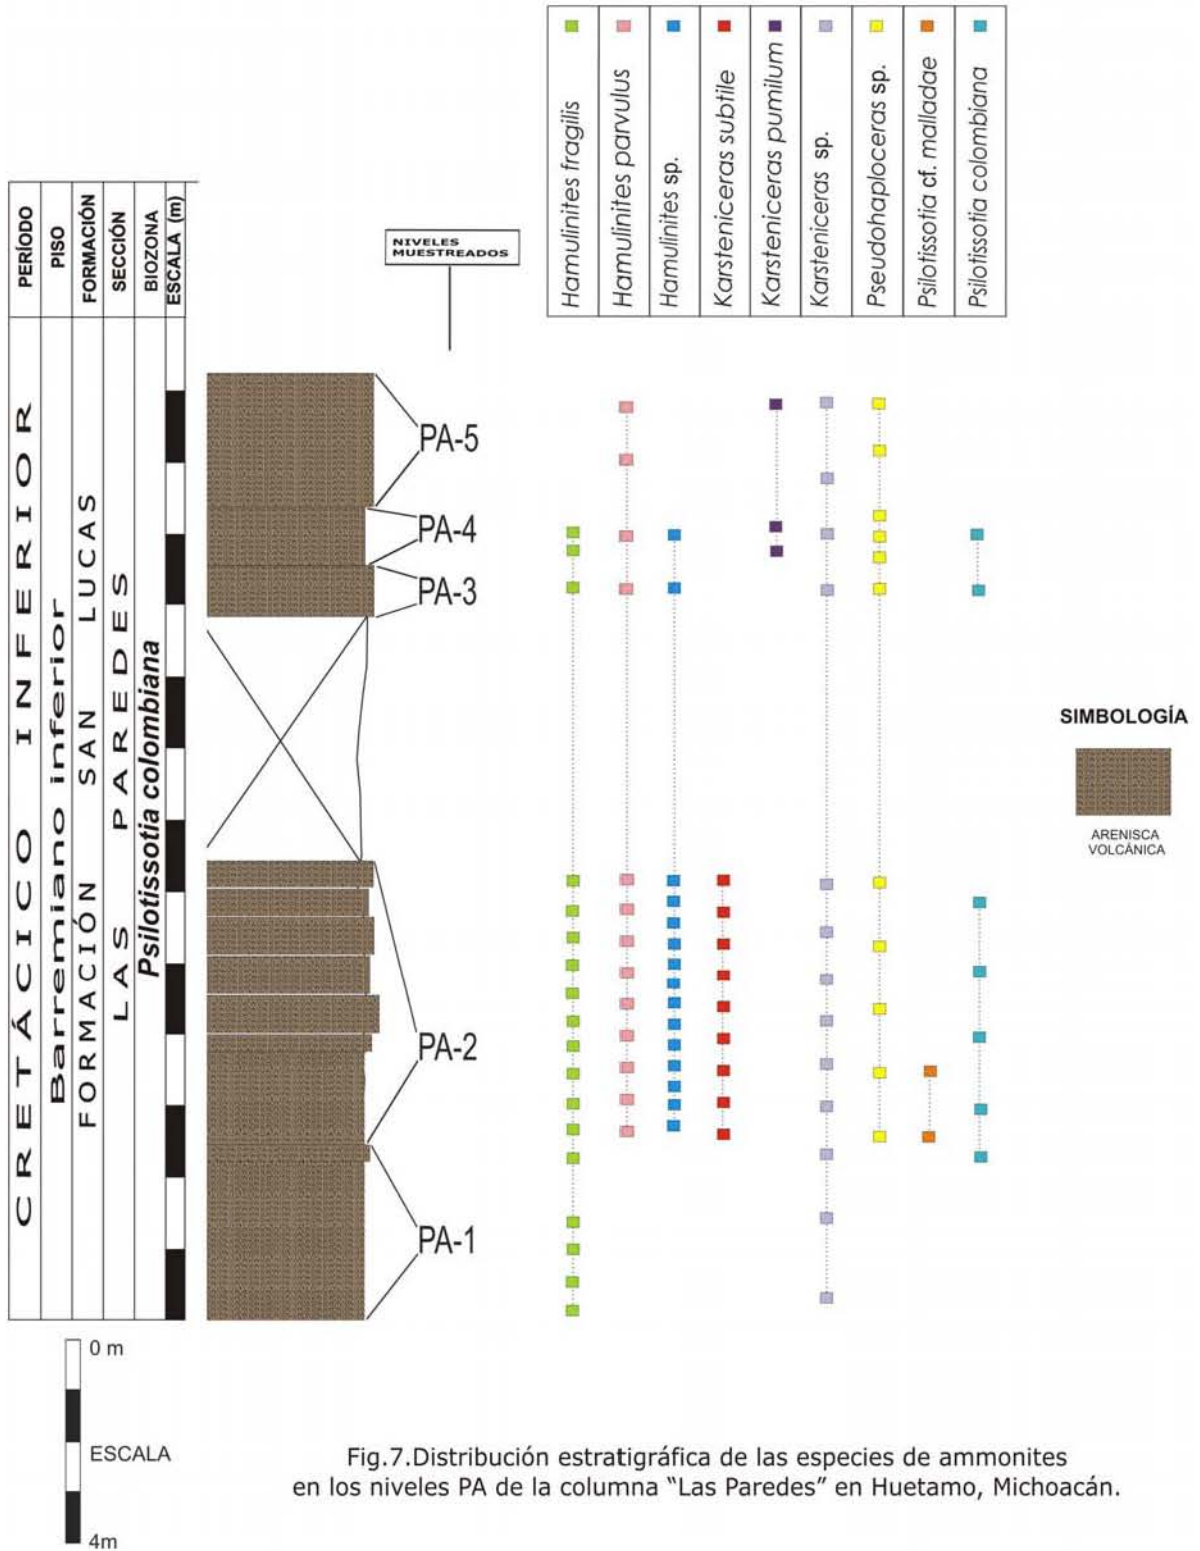 Hamulinites fragilis
Hamulinites parvulus
Hamulinites sp.
Karsteniceras subtile
Karsteniceras pumilum
Karsteniceras sp.
Pseudohaploceras sp.
Psilotissotia cf. malladae
Psilotissotia colombiana
PERÍODO
PISO
FORMACIÓN
SECCIÓN
BIOZONA
ESCALA (m)
NIVELES
MUESTREADOS
CRETÁCICO INFERIOR
Barremiano inferior
FORMACIÓN SAN LUCAS
LAS PAREDES
Psilotissotia colombiana
PA-5
PA-4
PA-3
PA-2
PA-1
SIMBOLOGÍA
ARENISCA
VOLCÁNICA
0 m
ESCALA
4m
Fig.7.Distribución estratigráfica de las especies de ammonites
en los niveles PA de la columna “Las Paredes” en Huetamo, Michoacán.